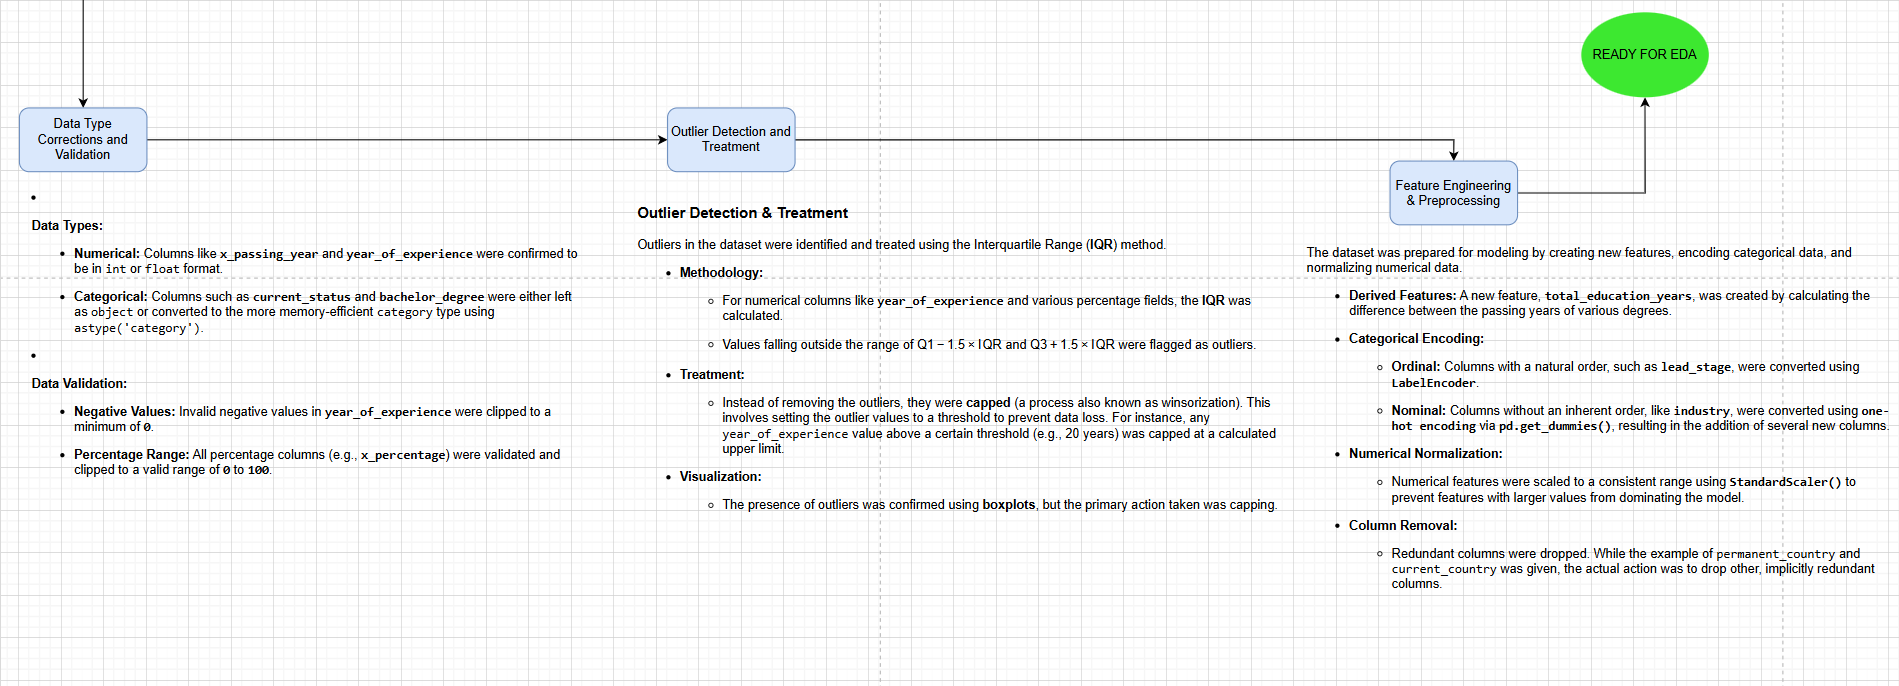 Data Type
Corrections and
Validation
Data Types:
Numerical: Columns like x_passing_year and year_of_experience were confirmed to
be in int or float format.
Categorical: Columns such as current_status and bachelor_degree were either left
as object or converted to the more memory-efficient category type using
astype('category').
Data Validation:
Negative Values: Invalid negative values in year_of_experience were clipped to a
minimum of 0.
Percentage Range: All percentage columns (e.g., x_percentage) were validated and
clipped to a valid range of 0 to 100.
Outlier Detection and
Treatment
Outlier Detection & Treatment
Outliers in the dataset were identified and treated using the Interquartile Range (IQR) method.
Methodology:
For numerical columns like year_of_experience and various percentage fields, the IQR was
calculated.
Values falling outside the range of Q1 − 1.5 × IQR and Q3 + 1.5 × IQR were flagged as outliers.
Treatment:
Instead of removing the outliers, they were capped (a process also known as winsorization). This
involves setting the outlier values to a threshold to prevent data loss. For instance, any
year_of_experience value above a certain threshold (e.g., 20 years) was capped at a calculated
upper limit.
Visualization:
The presence of outliers was confirmed using boxplots, but the primary action taken was capping.
READY FOR EDA
Feature Engineering
& Preprocessing
The dataset was prepared for modeling by creating new features, encoding categorical data, and
normalizing numerical data.
Derived Features: A new feature, total_education_years, was created by calculating the
difference between the passing years of various degrees.
Categorical Encoding:
Ordinal: Columns with a natural order, such as lead_stage, were converted using
LabelEncoder.
Nominal: Columns without an inherent order, like industry, were converted using one-
hot encoding via pd.get_dummies(), resulting in the addition of several new columns.
Numerical Normalization:
Numerical features were scaled to a consistent range using StandardScaler() to
prevent features with larger values from dominating the model.
Column Removal:
Redundant columns were dropped. While the example of permanent_country and
current_country was given, the actual action was to drop other, implicitly redundant
columns.